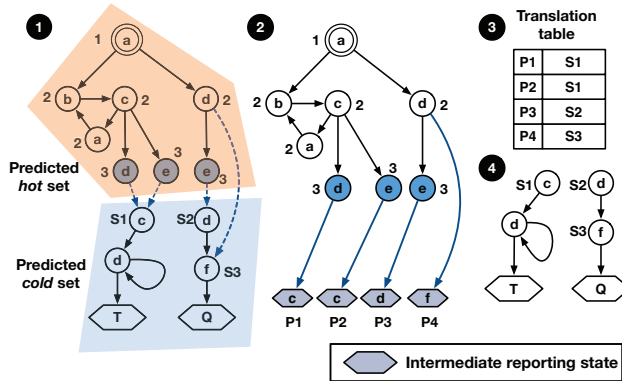 1
1 a
2 b
c 2
d 2
2 a
Predicted
hot set
3 d
e 3
e 3
S1 c
S2 d
Predicted
cold set
d
f S3
T
Q
2
1 a
2 b
c 2
d 2
2 a
3 d
e 3
e 3
c
c
d
f
P1
P2
P3
P4
3
Translation
table
P1 S1
P2 S1
P3 S2
P4 S3
4
S1 c
S2 d
d
S3 f
T
Q
Intermediate reporting state